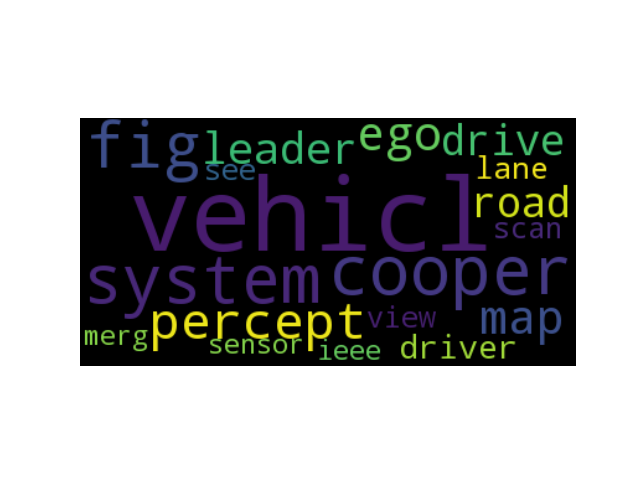 fig leader ego drive
see lane
vehicl road
scan
system cooper
percept view map
merg sensor ieee driver